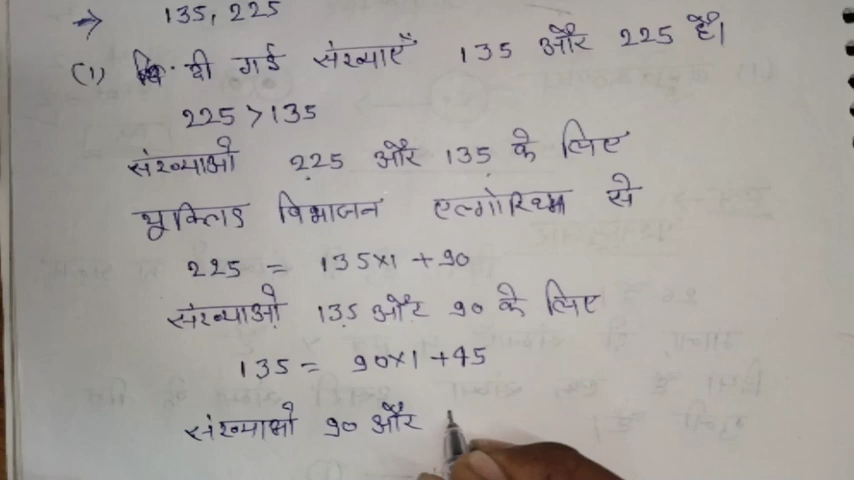 → 135, 225
(1) दी गई संख्याएँ 135 और 225 हैं।
225 > 135
संख्याओ 225 और 135 के लिए
यूक्लिड विभाजन एल्गोरिथ्म से
225 = 135×1 + 90
संख्याओ 135 और 90 के लिए
135 = 90×1 + 45
संख्याओ 90 और